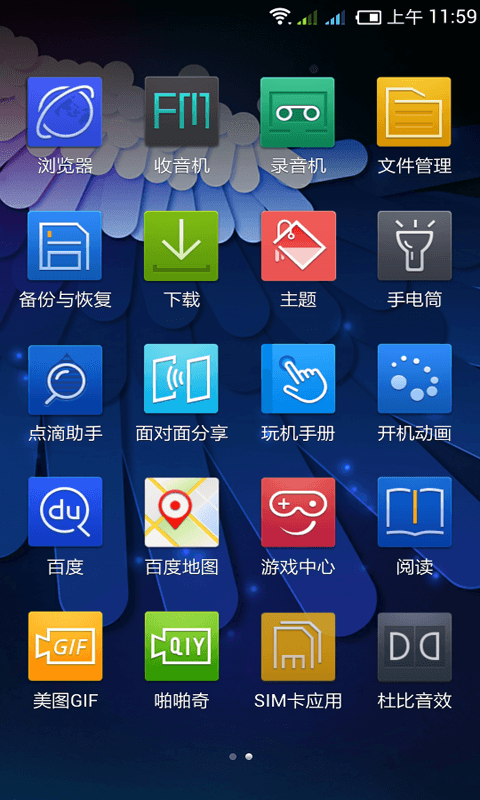 上午 11:59
FM
浏览器 收音机 录音机 文件管理
备份与恢复 下载 主题 手电筒
点滴助手 面对面分享 玩机手册 开机动画
du
百度 百度地图 游戏中心 阅读
GIF QIY
美图GIF 啪啪奇 SIM卡应用 杜比音效